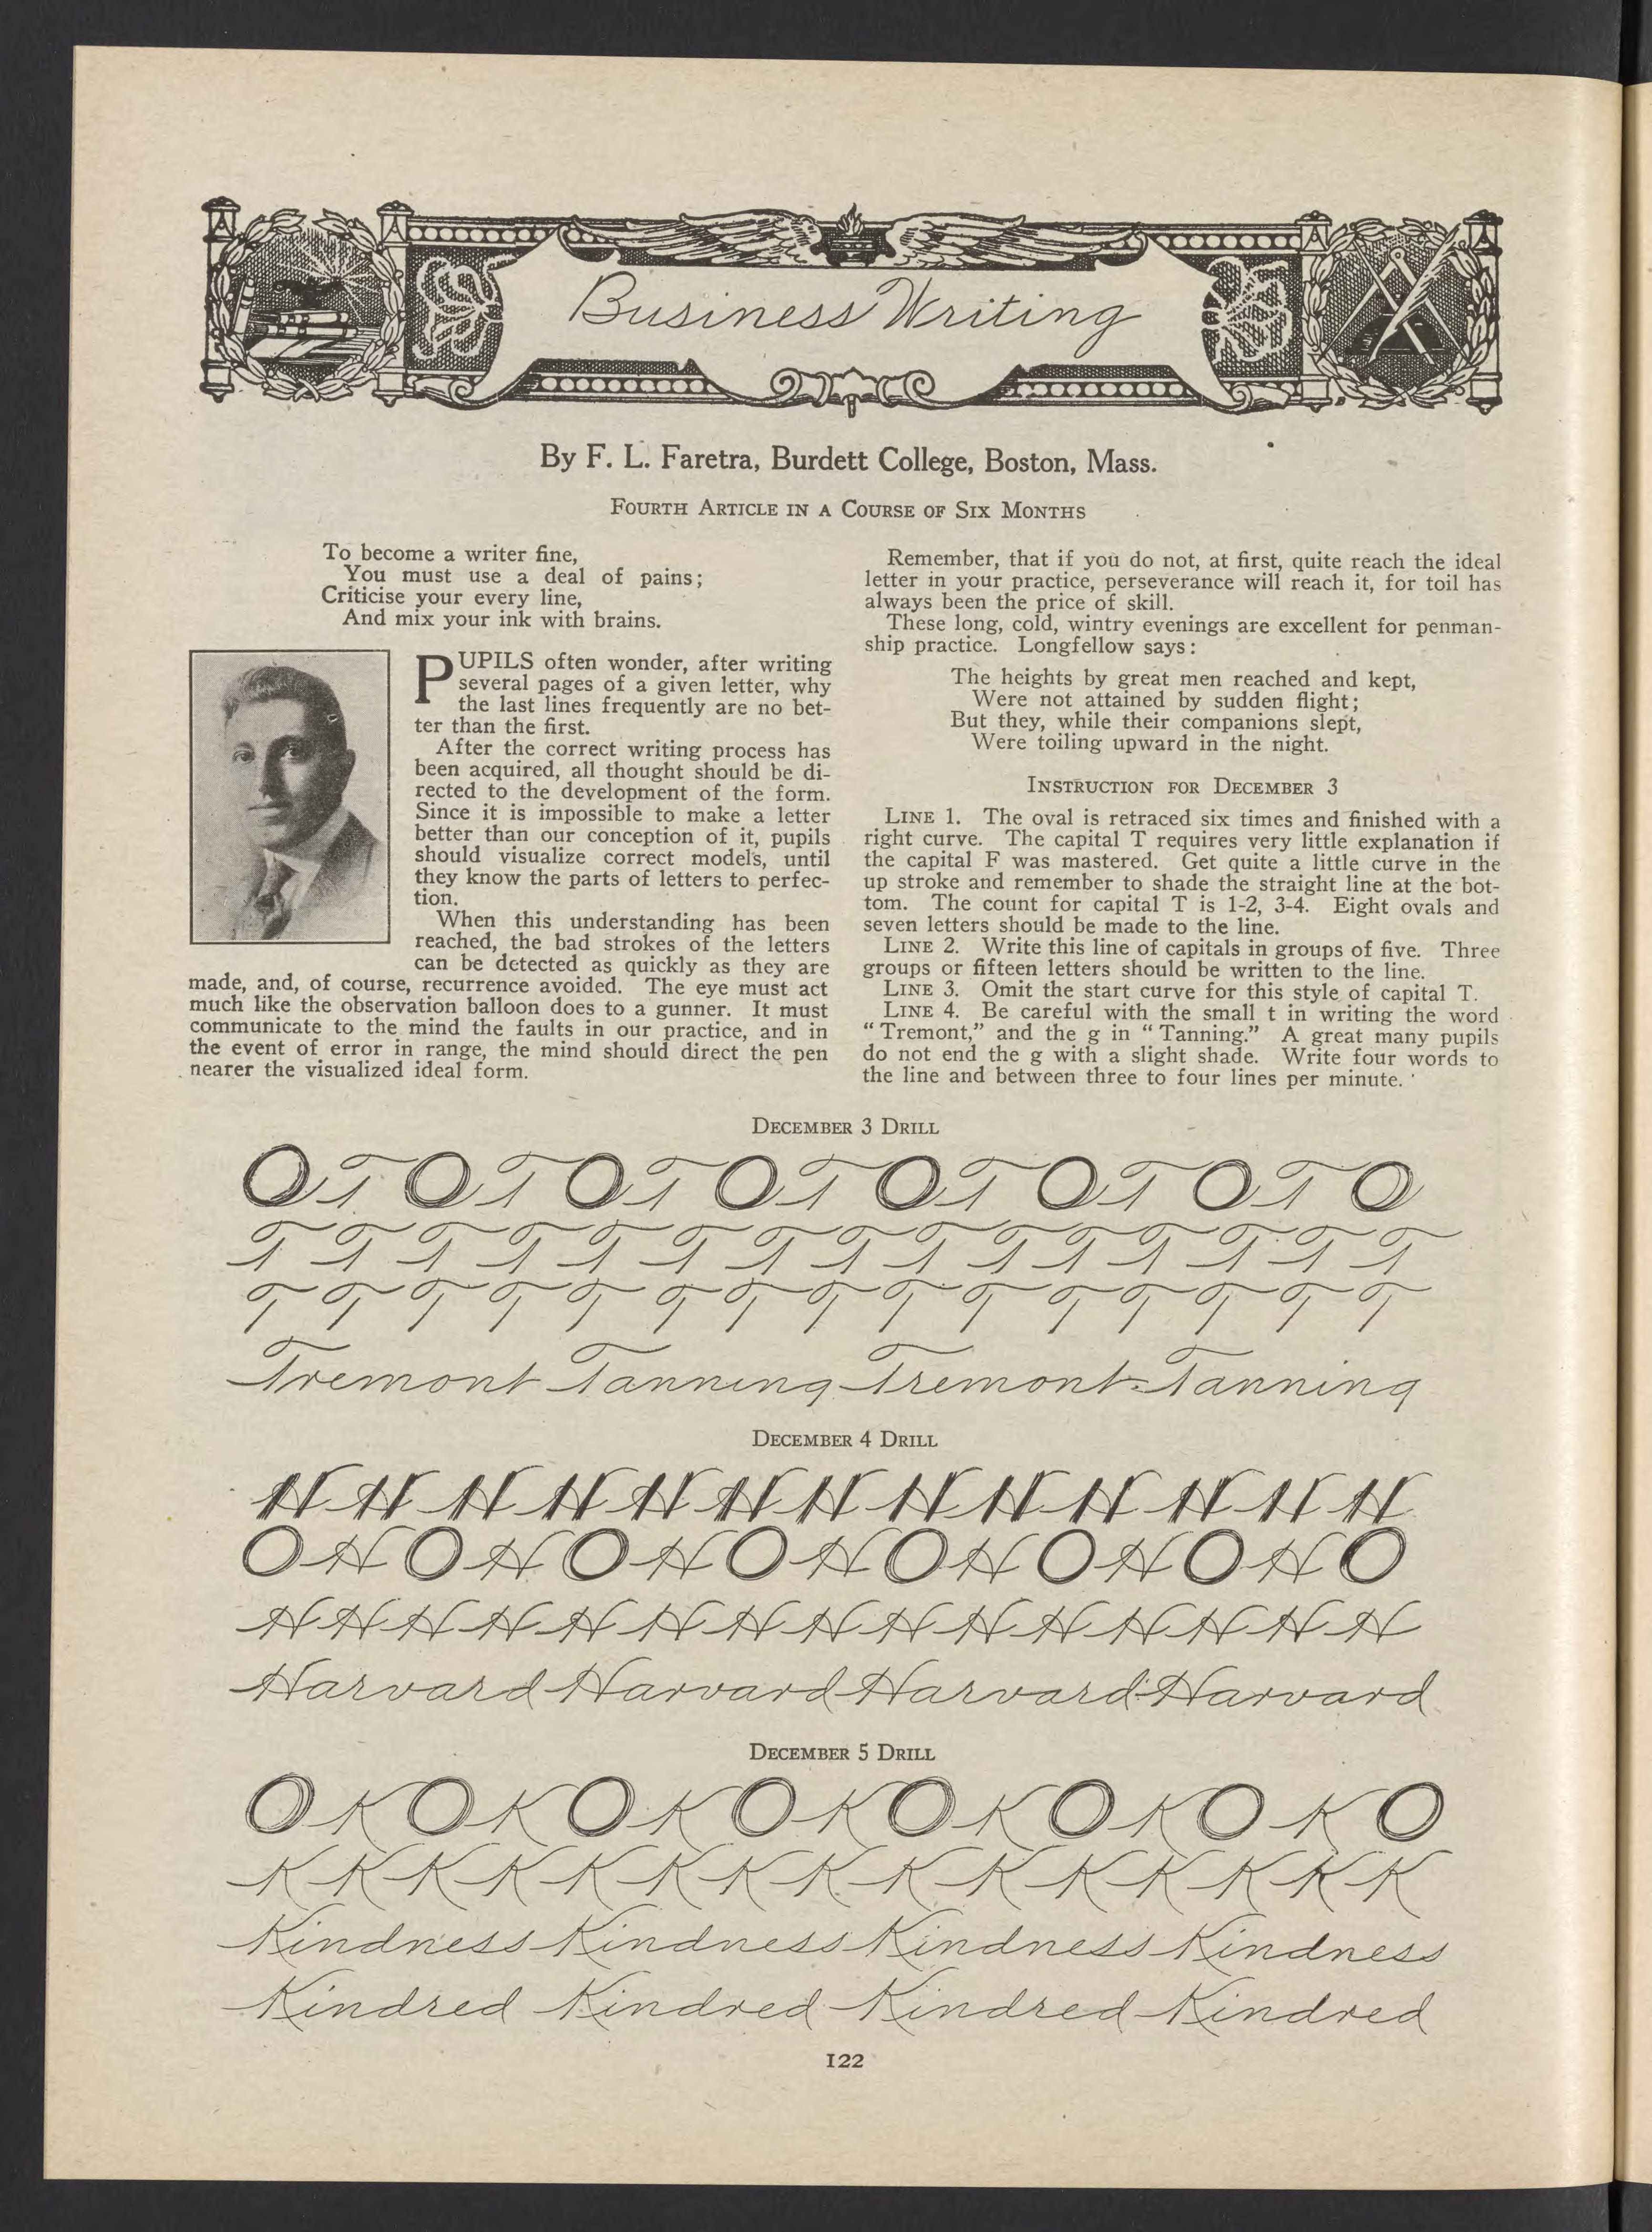 Business Writing
By F. L. Faretra, Burdett College, Boston, Mass.
Fourth Article in a Course of Six Months
To become a writer fine,
You must use a deal of pains;
Criticise your every line,
And mix your ink with brains.
PUPILS often wonder, after writing
several pages of a given letter, why
the last lines frequently are no bet-
ter than the first.
After the correct writing process has
been acquired, all thought should be di-
rected to the development of the form.
Since it is impossible to make a letter
better than our conception of it, pupils
should visualize correct models, until
they know the parts of letters to perfec-
tion.
When this understanding has been
reached, the bad strokes of the letters
can be detected as quickly as they are
made, and, of course, recurrence avoided. The eye must act
much like the observation balloon does to a gunner. It must
communicate to the mind the faults in our practice, and in
the event of error in range, the mind should direct the pen
nearer the visualized ideal form.
Remember, that if you do not, at first, quite reach the ideal
letter in your practice, perseverance will reach it, for toil has
always been the price of skill.
These long, cold, wintry evenings are excellent for penman-
ship practice. Longfellow says:
The heights by great men reached and kept,
Were not attained by sudden flight;
But they, while their companions slept,
Were toiling upward in the night.
Instruction for December 3
Line 1. The oval is retraced six times and finished with a
right curve. The capital T requires very little explanation if
the capital F was mastered. Get quite a little curve in the
up stroke and remember to shade the straight line at the bot-
tom. The count for capital T is 1-2, 3-4. Eight ovals and
seven letters should be made to the line.
Line 2. Write this line of capitals in groups of five. Three
groups or fifteen letters should be written to the line.
Line 3. Omit the start curve for this style of capital T.
Line 4. Be careful with the small t in writing the word
"Tremont," and the g in "Tanning." A great many pupils
do not end the g with a slight shade. Write four words to
the line and between three to four lines per minute.
December 3 Drill
O T O T O T O T O T O T O T O
T T T T T T T T T T T T T T T
T T T T T T T T T T T T T T T
Tremont Tanning Tremont Tanning
December 4 Drill
H H H H H H H H H H H H H
O H O H O H O H O H O H O H O
H H H H H H H H H H H H H H H
Harvard Harvard Harvard Harvard
December 5 Drill
O K O K O K O K O K O K O K O
K K K K K K K K K K K K K K K
Kindness Kindness Kindness Kindness
Kindred Kindred Kindred Kindred
122